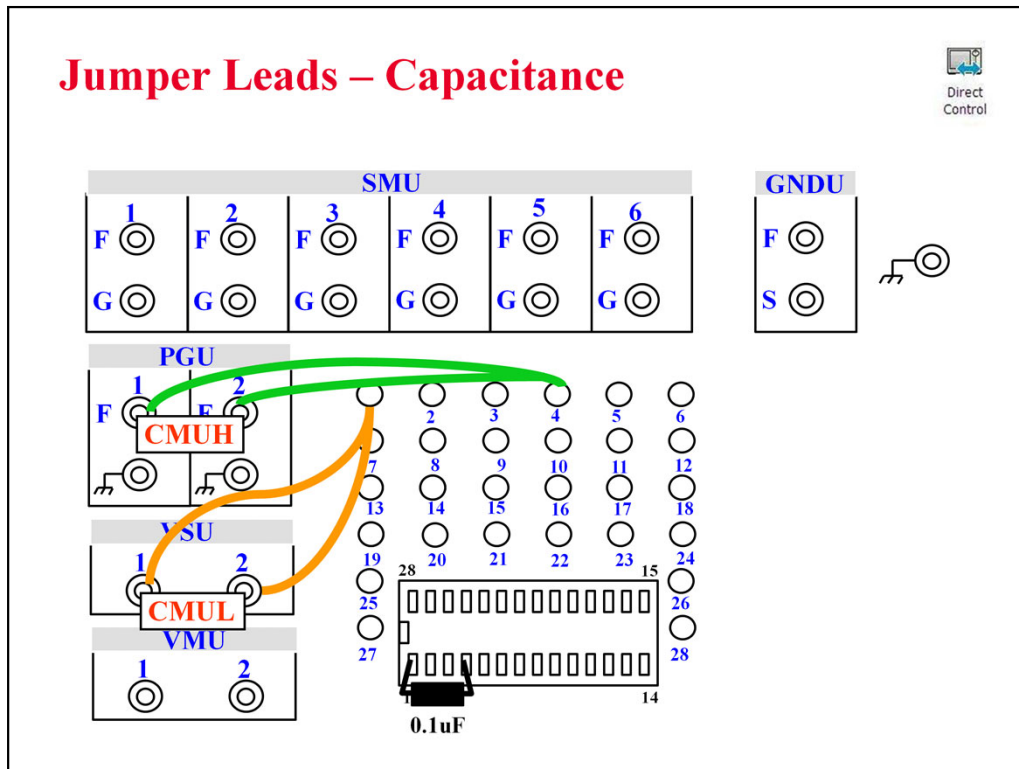 Jumper Leads – Capacitance
Direct
Control
SMU
GNDU
1 2 3 4 5 6
F F F F F F F
G G G G G G S
PGU
1 2
F F
CMUH
2 3 4 5 6
7 8 9 10 11 12
13 14 15 16 17 18
VSU
19 20 21 22 23 24
1 2
28 15
25 26
CMUL
VMU
27 28
1 2
1 14
0.1uF